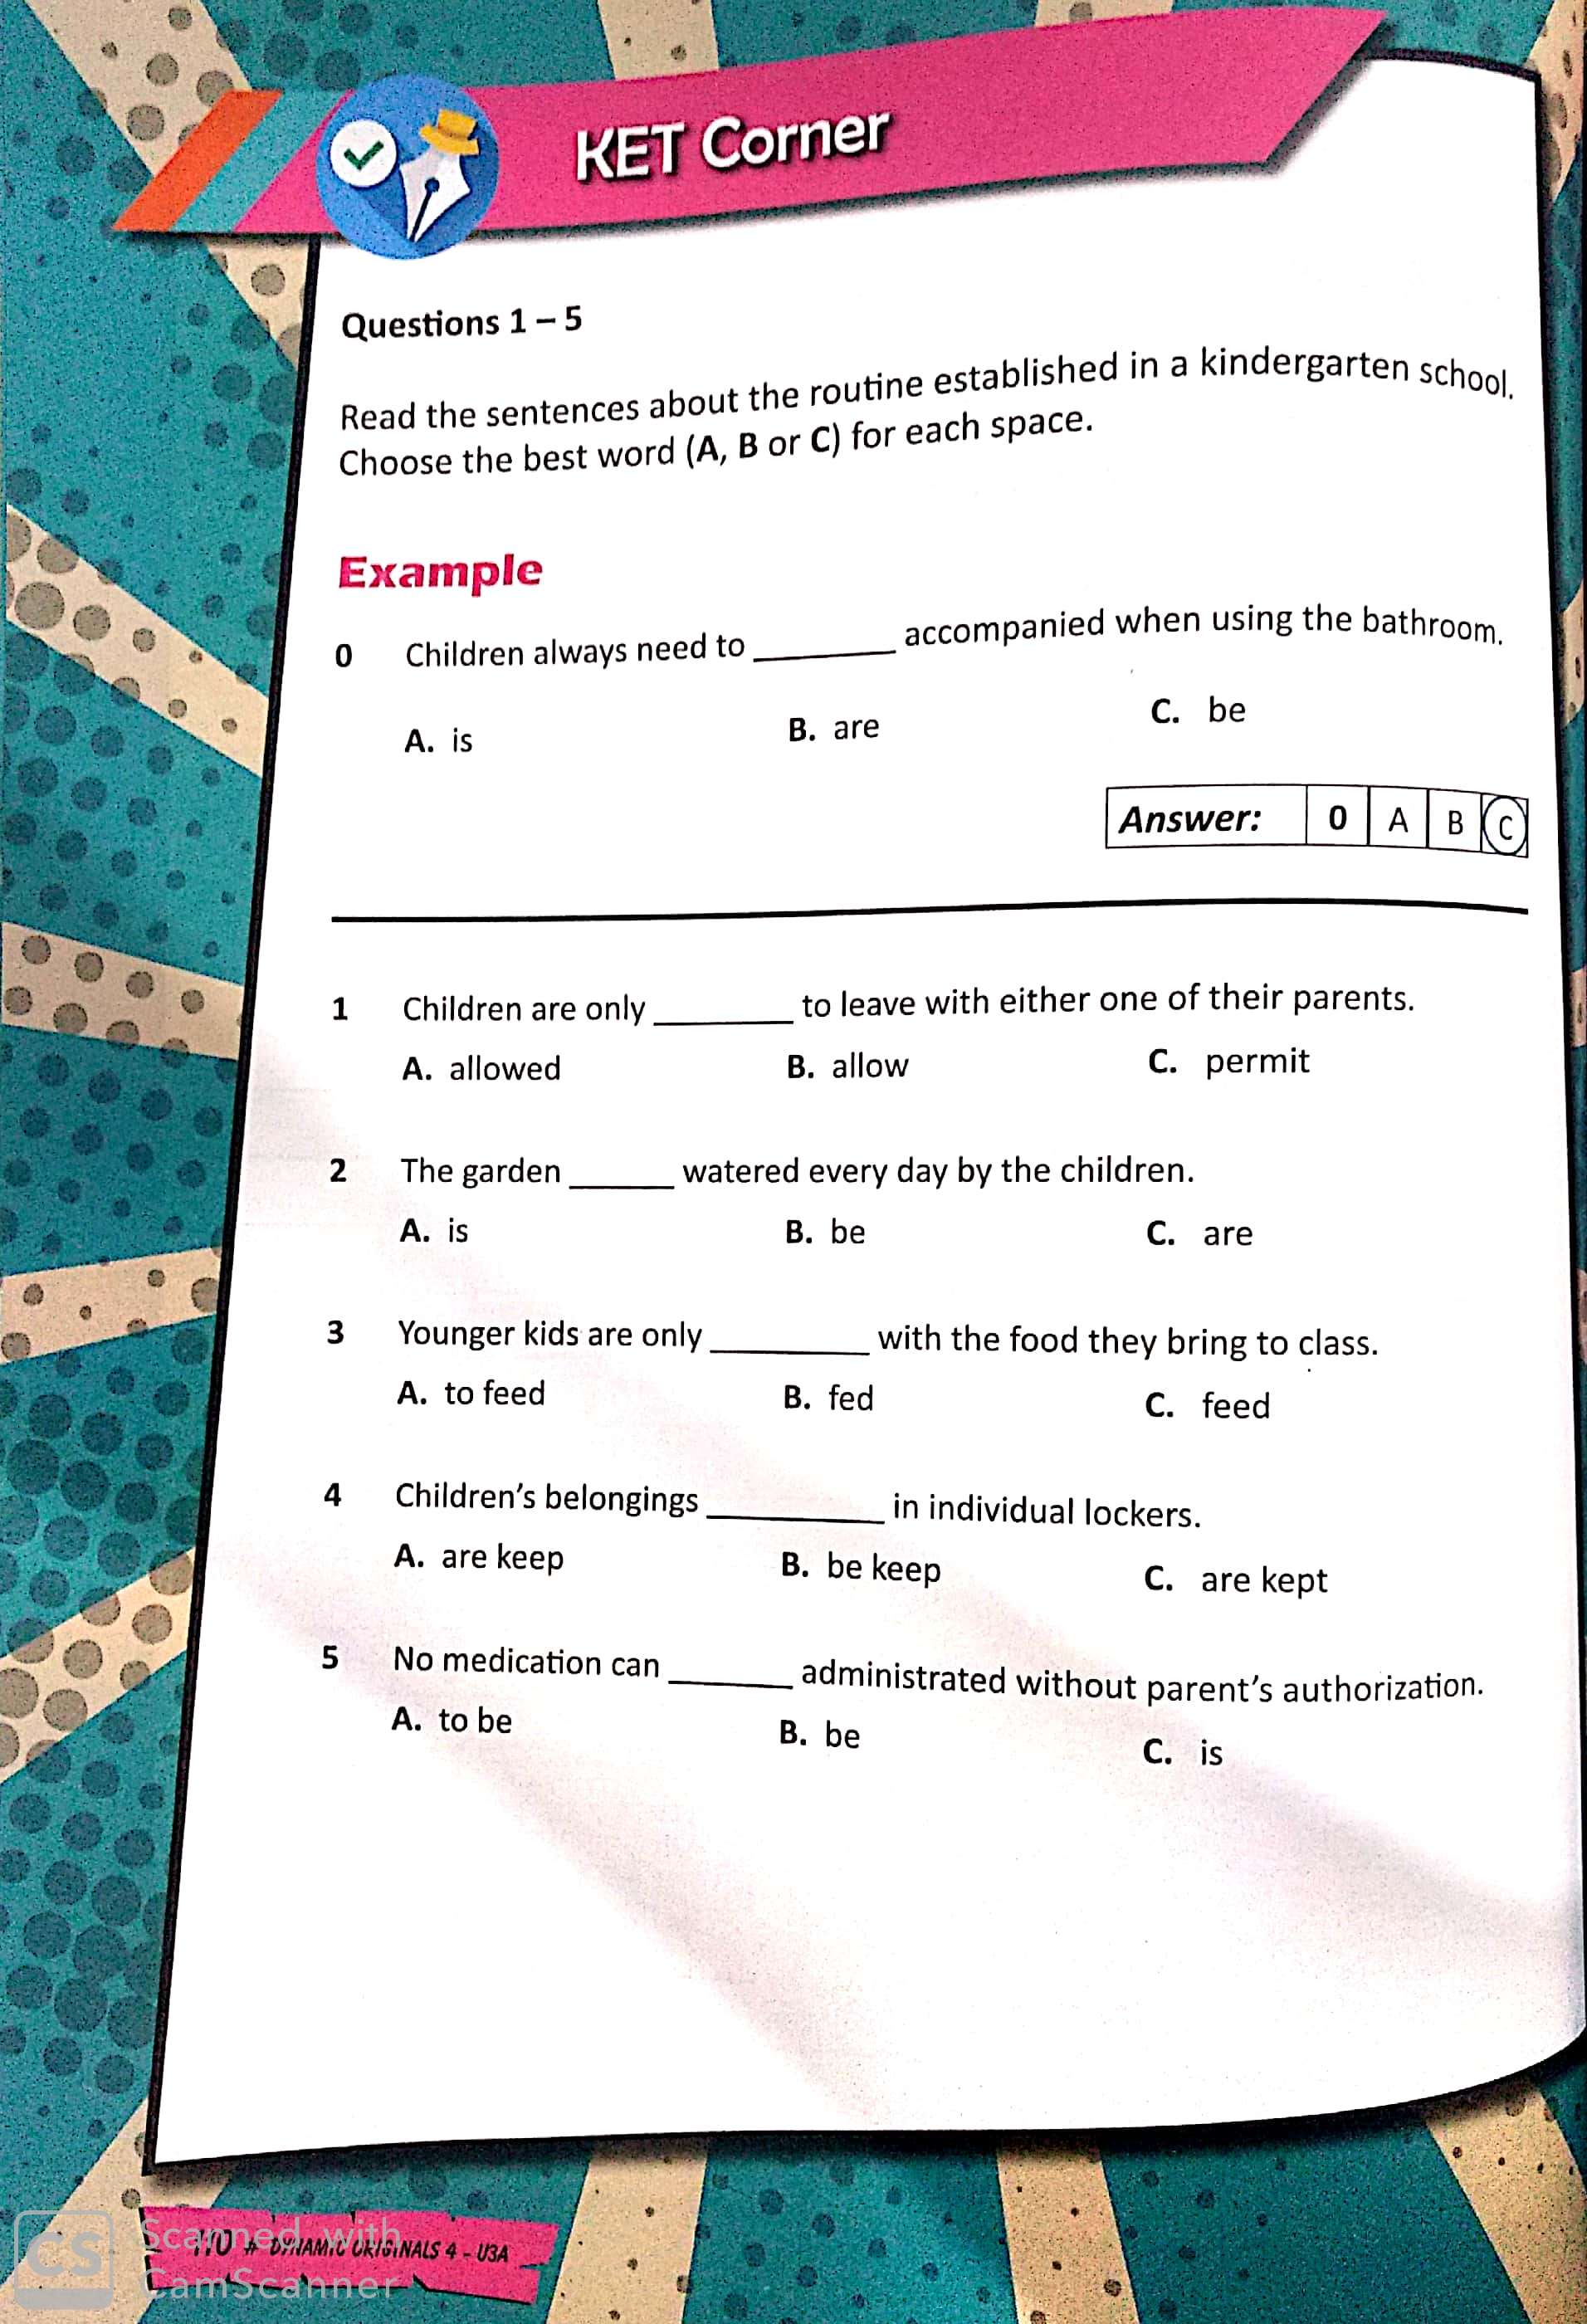 KET Corner
Questions 1 – 5
Read the sentences about the routine established in a kindergarten school.
Choose the best word (A, B or C) for each space.
Example
0 Children always need to ________ accompanied when using the bathroom.
A. is B. are C. be
Answer: 0 A B C
1 Children are only ________ to leave with either one of their parents.
A. allowed B. allow C. permit
2 The garden ______ watered every day by the children.
A. is B. be C. are
3 Younger kids are only _________ with the food they bring to class.
A. to feed B. fed C. feed
4 Children's belongings __________ in individual lockers.
A. are keep B. be keep C. are kept
5 No medication can _______ administrated without parent's authorization.
A. to be B. be C. is
110 # DYNAMIC ORIGINALS 4 - U3A
CS Scanned with
CamScanner